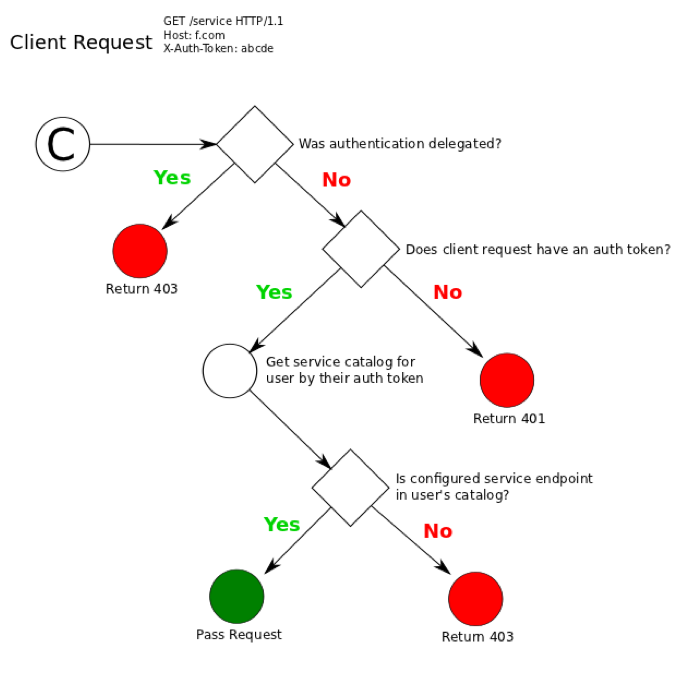 GET /service HTTP/1.1
Client Request
Host: f.com
X-Auth-Token: abcde
C
Was authentication delegated?
Yes
No
Does client request have an auth token?
Return 403
Yes
No
Get service catalog for
user by their auth token
Return 401
Is configured service endpoint
in user's catalog?
Yes
No
Pass Request
Return 403